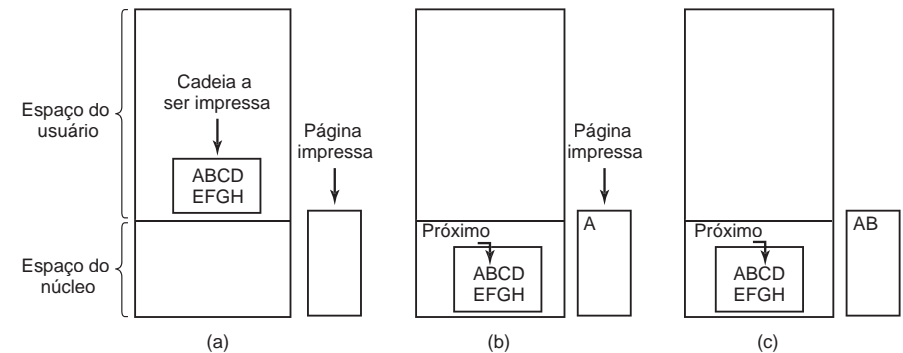 Espaço do
usuário
Cadeia a
ser impressa
ABCD
EFGH
Página
impressa
Espaço do
núcleo
(a)
Página
impressa
Próximo
ABCD
EFGH
A
(b)
Próximo
ABCD
EFGH
AB
(c)